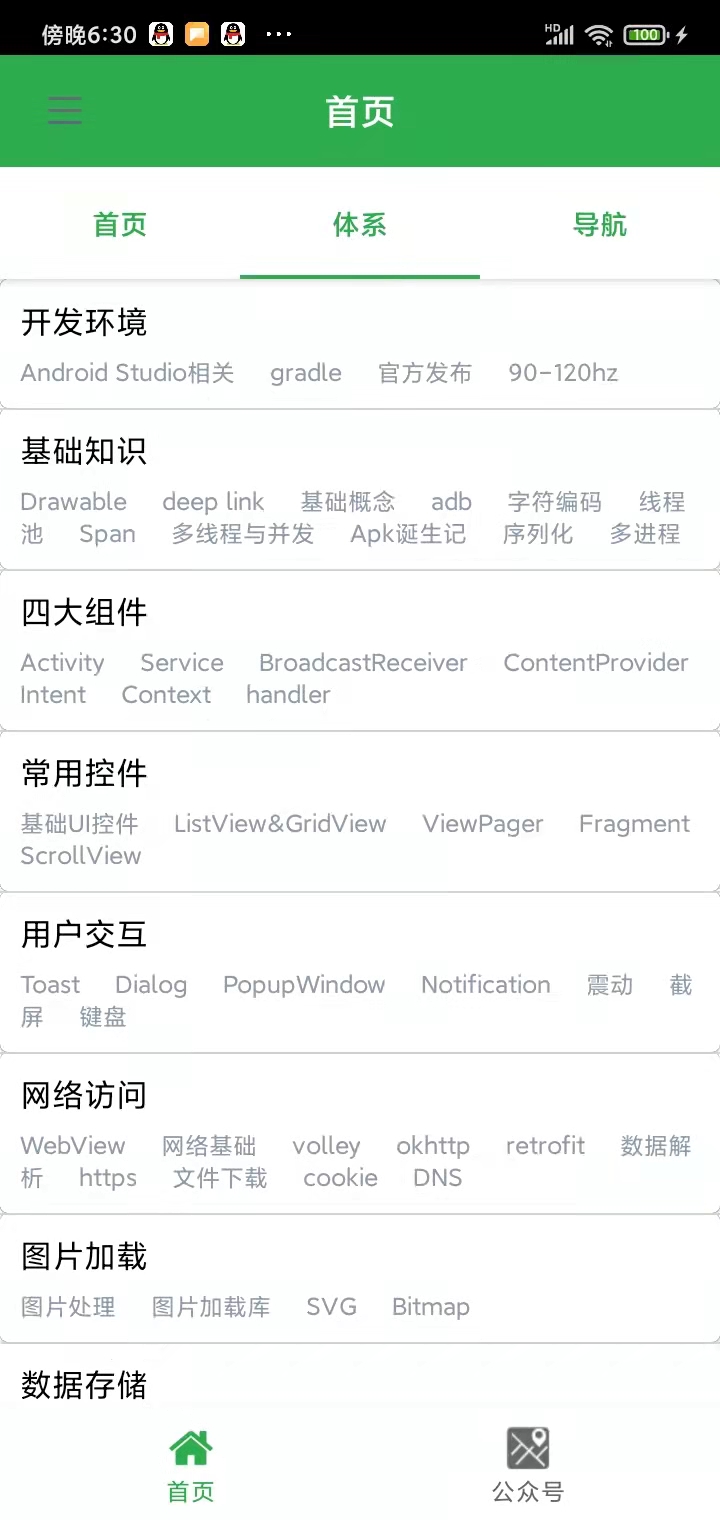 傍晚6:30 ··· HD 100
首页
首页 体系 导航
开发环境
Android Studio相关 gradle 官方发布 90-120hz
基础知识
Drawable deep link 基础概念 adb 字符编码 线程
池 Span 多线程与并发 Apk诞生记 序列化 多进程
四大组件
Activity Service BroadcastReceiver ContentProvider
Intent Context handler
常用控件
基础UI控件 ListView&GridView ViewPager Fragment
ScrollView
用户交互
Toast Dialog PopupWindow Notification 震动 截
屏 键盘
网络访问
WebView 网络基础 volley okhttp retrofit 数据解
析 https 文件下载 cookie DNS
图片加载
图片处理 图片加载库 SVG Bitmap
数据存储
首页 公众号